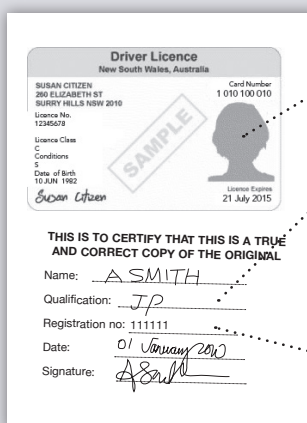 Driver Licence
New South Wales, Australia
SUSAN CITIZEN
260 ELIZABETH ST
SURRY HILLS NSW 2010
Card Number
1 010 100 010
Licence No.
12345678
Licence Class
C
Conditions
S
Date of Birth
10 JUN 1982
SAMPLE
Susan Citizen
Licence Expires
21 July 2015
THIS IS TO CERTIFY THAT THIS IS A TRUE
AND CORRECT COPY OF THE ORIGINAL
Name: A SMITH
Qualification: JP
Registration no: 111111
Date: 01 January 2010
Signature: ASmith